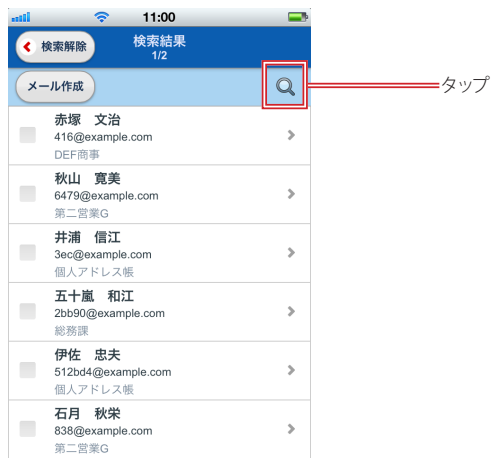 11:00
検索解除
検索結果
1/2
メール作成
タップ
赤塚　文治
416@example.com
DEF商事
秋山　寛美
6479@example.com
第二営業G
井浦　信江
3ec@example.com
個人アドレス帳
五十嵐　和江
2bb90@example.com
総務課
伊佐　忠夫
512bd4@example.com
個人アドレス帳
石月　秋栄
838@example.com
第二営業G